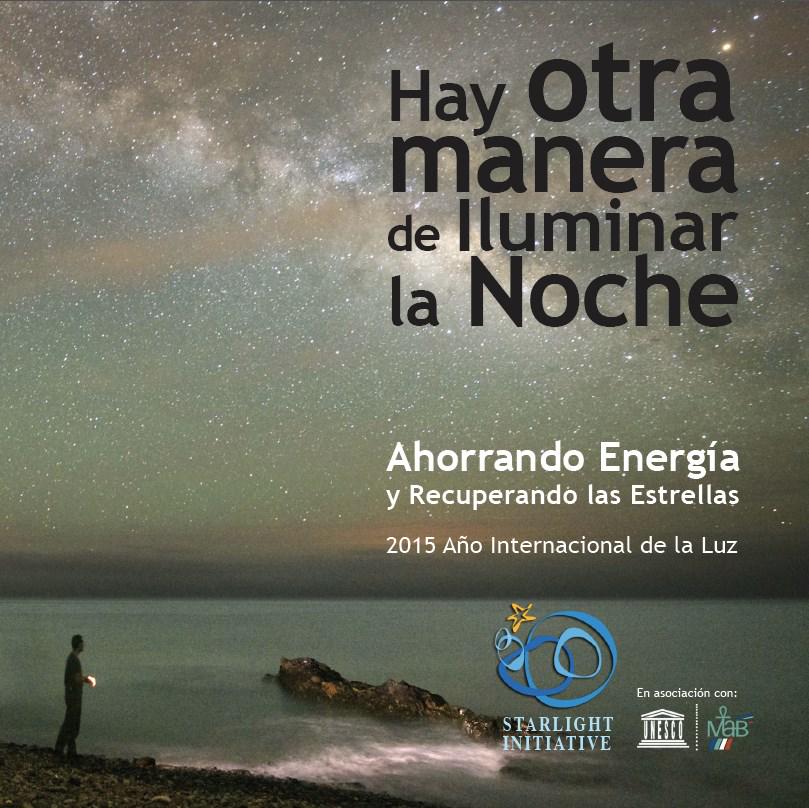 Hay otra
manera
de Iluminar
la Noche
Ahorrando Energía
y Recuperando las Estrellas
2015 Año Internacional de la Luz
STARLIGHT
INITIATIVE
En asociación con:
UNESCO
MaB